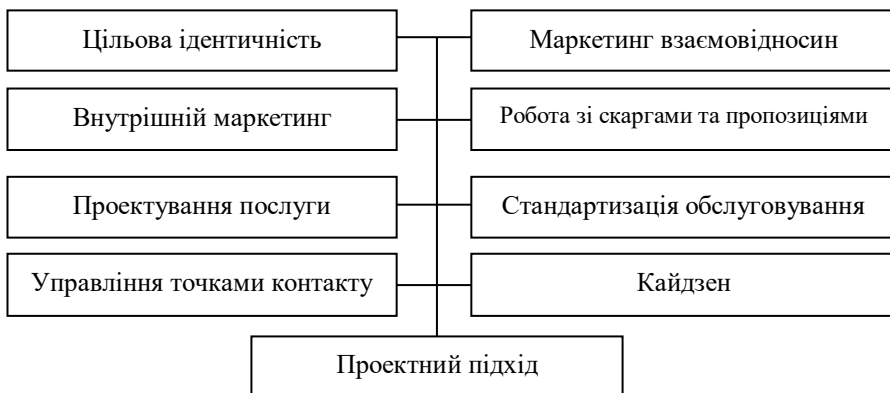 Цільова ідентичність
Маркетинг взаємовідносин
Внутрішній маркетинг
Робота зі скаргами та пропозиціями
Проектування послуги
Стандартизація обслуговування
Управління точками контакту
Кайдзен
Проектний підхід